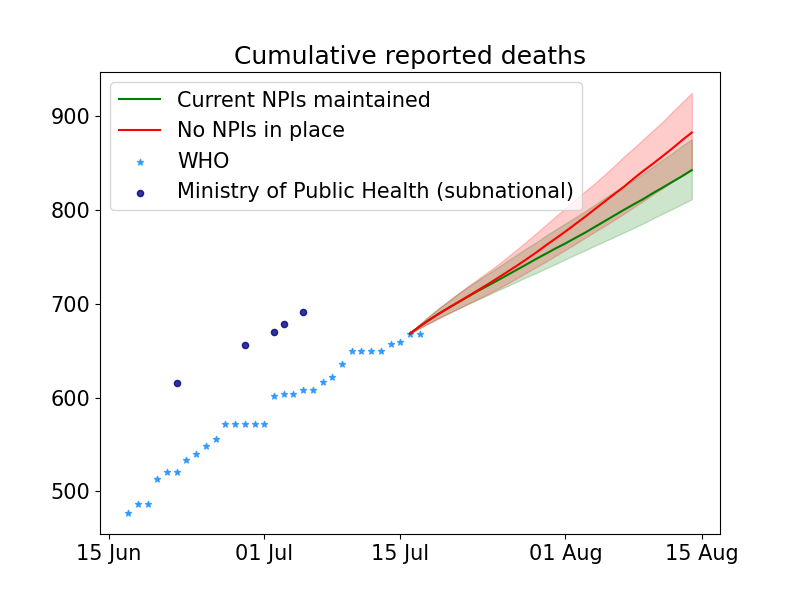 Cumulative reported deaths
Current NPIs maintained
No NPIs in place
WHO
Ministry of Public Health (subnational)
900
800
700
600
500
15 Jun
01 Jul
15 Jul
01 Aug
15 Aug